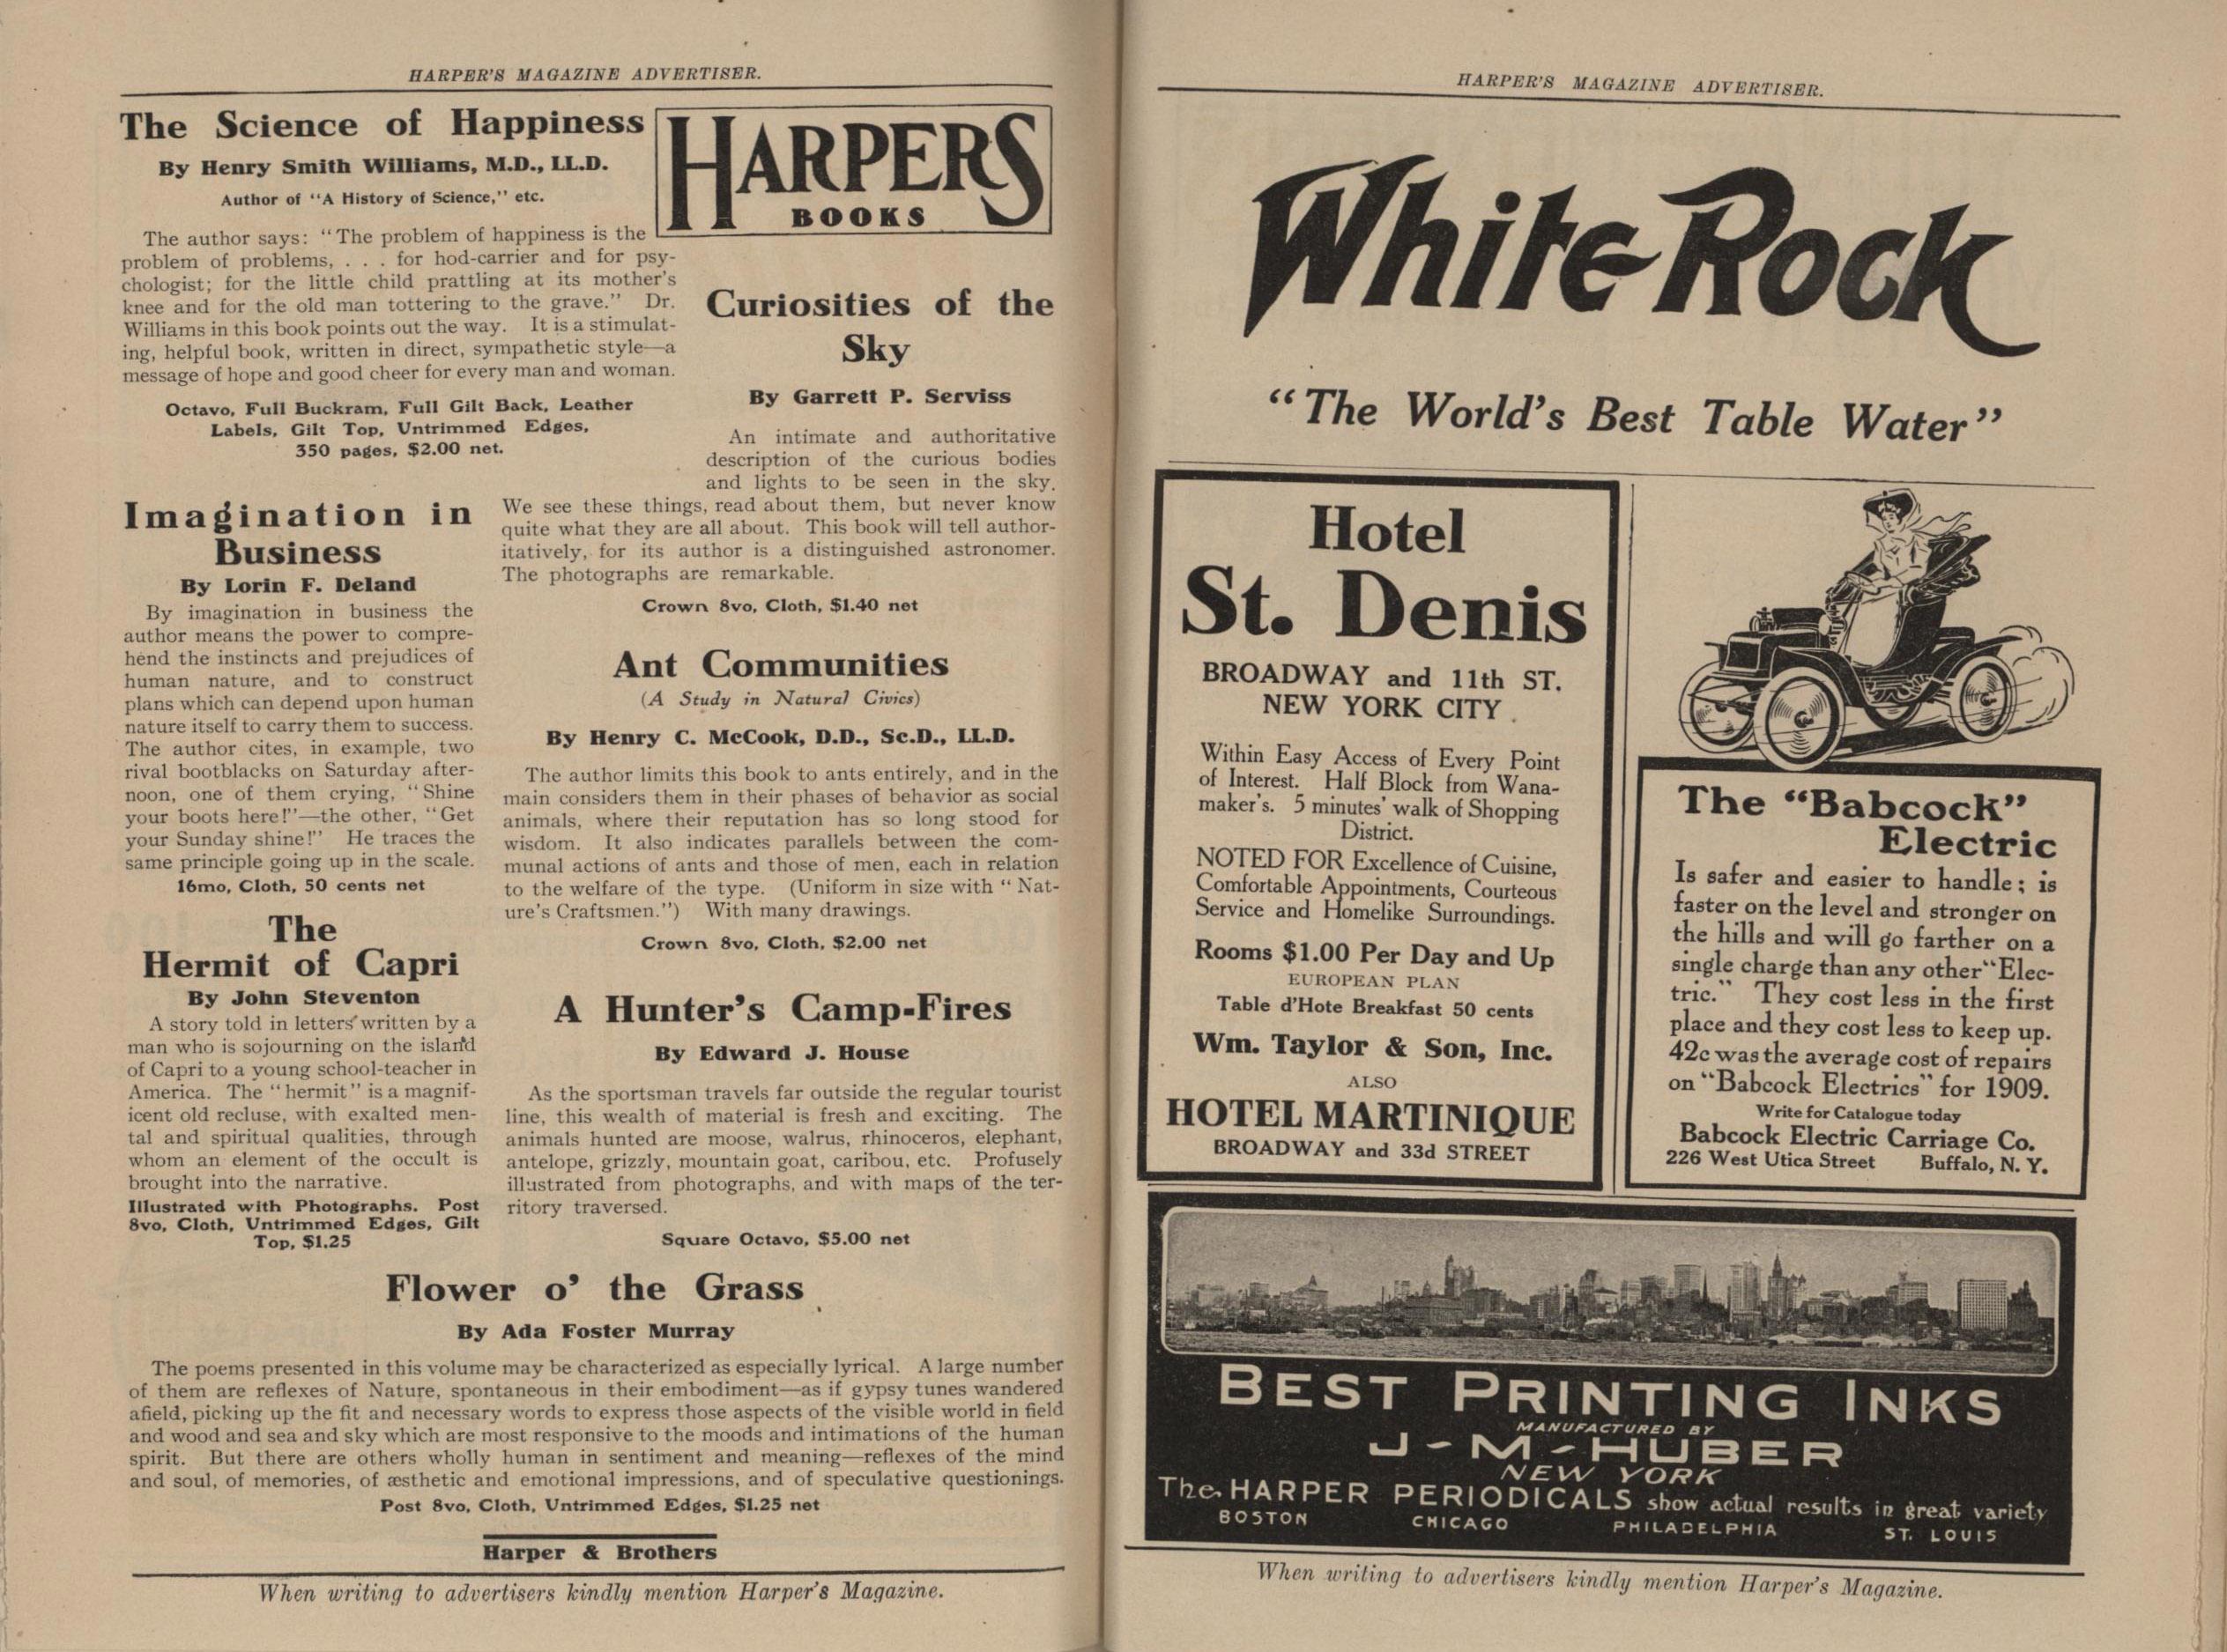 HARPER'S MAGAZINE ADVERTISER.
The Science of Happiness
By Henry Smith Williams, M.D., LL.D.
Author of "A History of Science," etc.
The author says: "The problem of happiness is the
problem of problems, . . . for hod-carrier and for psy-
chologist; for the little child prattling at its mother's
knee and for the old man tottering to the grave." Dr.
Williams in this book points out the way. It is a stimulat-
ing, helpful book, written in direct, sympathetic style—a
message of hope and good cheer for every man and woman.
Octavo, Full Buckram, Full Gilt Back, Leather
Labels, Gilt Top, Untrimmed Edges,
350 pages, $2.00 net.
HARPERS
BOOKS
Curiosities of the
Sky
By Garrett P. Serviss
An intimate and authoritative
description of the curious bodies
and lights to be seen in the sky.
We see these things, read about them, but never know
quite what they are all about. This book will tell author-
itatively, for its author is a distinguished astronomer.
The photographs are remarkable.
Crown 8vo, Cloth, $1.40 net
Imagination in
Business
By Lorin F. Deland
By imagination in business the
author means the power to compre-
hend the instincts and prejudices of
human nature, and to construct
plans which can depend upon human
nature itself to carry them to success.
The author cites, in example, two
rival bootblacks on Saturday after-
noon, one of them crying, "Shine
your boots here!"—the other, "Get
your Sunday shine!" He traces the
same principle going up in the scale.
16mo, Cloth, 50 cents net
The
Hermit of Capri
By John Steventon
A story told in letters written by a
man who is sojourning on the island
of Capri to a young school-teacher in
America. The "hermit" is a magnif-
icent old recluse, with exalted men-
tal and spiritual qualities, through
whom an element of the occult is
brought into the narrative.
Illustrated with Photographs. Post
8vo, Cloth, Untrimmed Edges, Gilt
Top, $1.25
Ant Communities
(A Study in Natural Civics)
By Henry C. McCook, D.D., Sc.D., LL.D.
The author limits this book to ants entirely, and in the
main considers them in their phases of behavior as social
animals, where their reputation has so long stood for
wisdom. It also indicates parallels between the com-
munal actions of ants and those of men, each in relation
to the welfare of the type. (Uniform in size with "Nat-
ure's Craftsmen.") With many drawings.
Crown 8vo, Cloth, $2.00 net
A Hunter's Camp-Fires
By Edward J. House
As the sportsman travels far outside the regular tourist
line, this wealth of material is fresh and exciting. The
animals hunted are moose, walrus, rhinoceros, elephant,
antelope, grizzly, mountain goat, caribou, etc. Profusely
illustrated from photographs, and with maps of the ter-
ritory traversed.
Square Octavo, $5.00 net
Flower o' the Grass
By Ada Foster Murray
The poems presented in this volume may be characterized as especially lyrical. A large number
of them are reflexes of Nature, spontaneous in their embodiment—as if gypsy tunes wandered
afield, picking up the fit and necessary words to express those aspects of the visible world in field
and wood and sea and sky which are most responsive to the moods and intimations of the human
spirit. But there are others wholly human in sentiment and meaning—reflexes of the mind
and soul, of memories, of æsthetic and emotional impressions, and of speculative questionings.
Post 8vo, Cloth, Untrimmed Edges, $1.25 net
Harper & Brothers
When writing to advertisers kindly mention Harper's Magazine.
HARPER'S MAGAZINE ADVERTISER.
White Rock
"The World's Best Table Water"
Hotel
St. Denis
BROADWAY and 11th ST.
NEW YORK CITY
Within Easy Access of Every Point
of Interest. Half Block from Wana-
maker's. 5 minutes' walk of Shopping
District.
NOTED FOR Excellence of Cuisine,
Comfortable Appointments, Courteous
Service and Homelike Surroundings.
Rooms $1.00 Per Day and Up
EUROPEAN PLAN
Table d'Hote Breakfast 50 cents
Wm. Taylor & Son, Inc.
ALSO
HOTEL MARTINIQUE
BROADWAY and 33d STREET
The "Babcock"
Electric
Is safer and easier to handle; is
faster on the level and stronger on
the hills and will go farther on a
single charge than any other "Elec-
tric." They cost less in the first
place and they cost less to keep up.
42c was the average cost of repairs
on "Babcock Electrics" for 1909.
Write for Catalogue today
Babcock Electric Carriage Co.
226 West Utica Street Buffalo, N. Y.
BEST PRINTING INKS
MANUFACTURED BY
J-M-HUBER
NEW YORK
The HARPER PERIODICALS show actual results in great variety
BOSTON CHICAGO PHILADELPHIA ST. LOUIS
When writing to advertisers kindly mention Harper's Magazine.